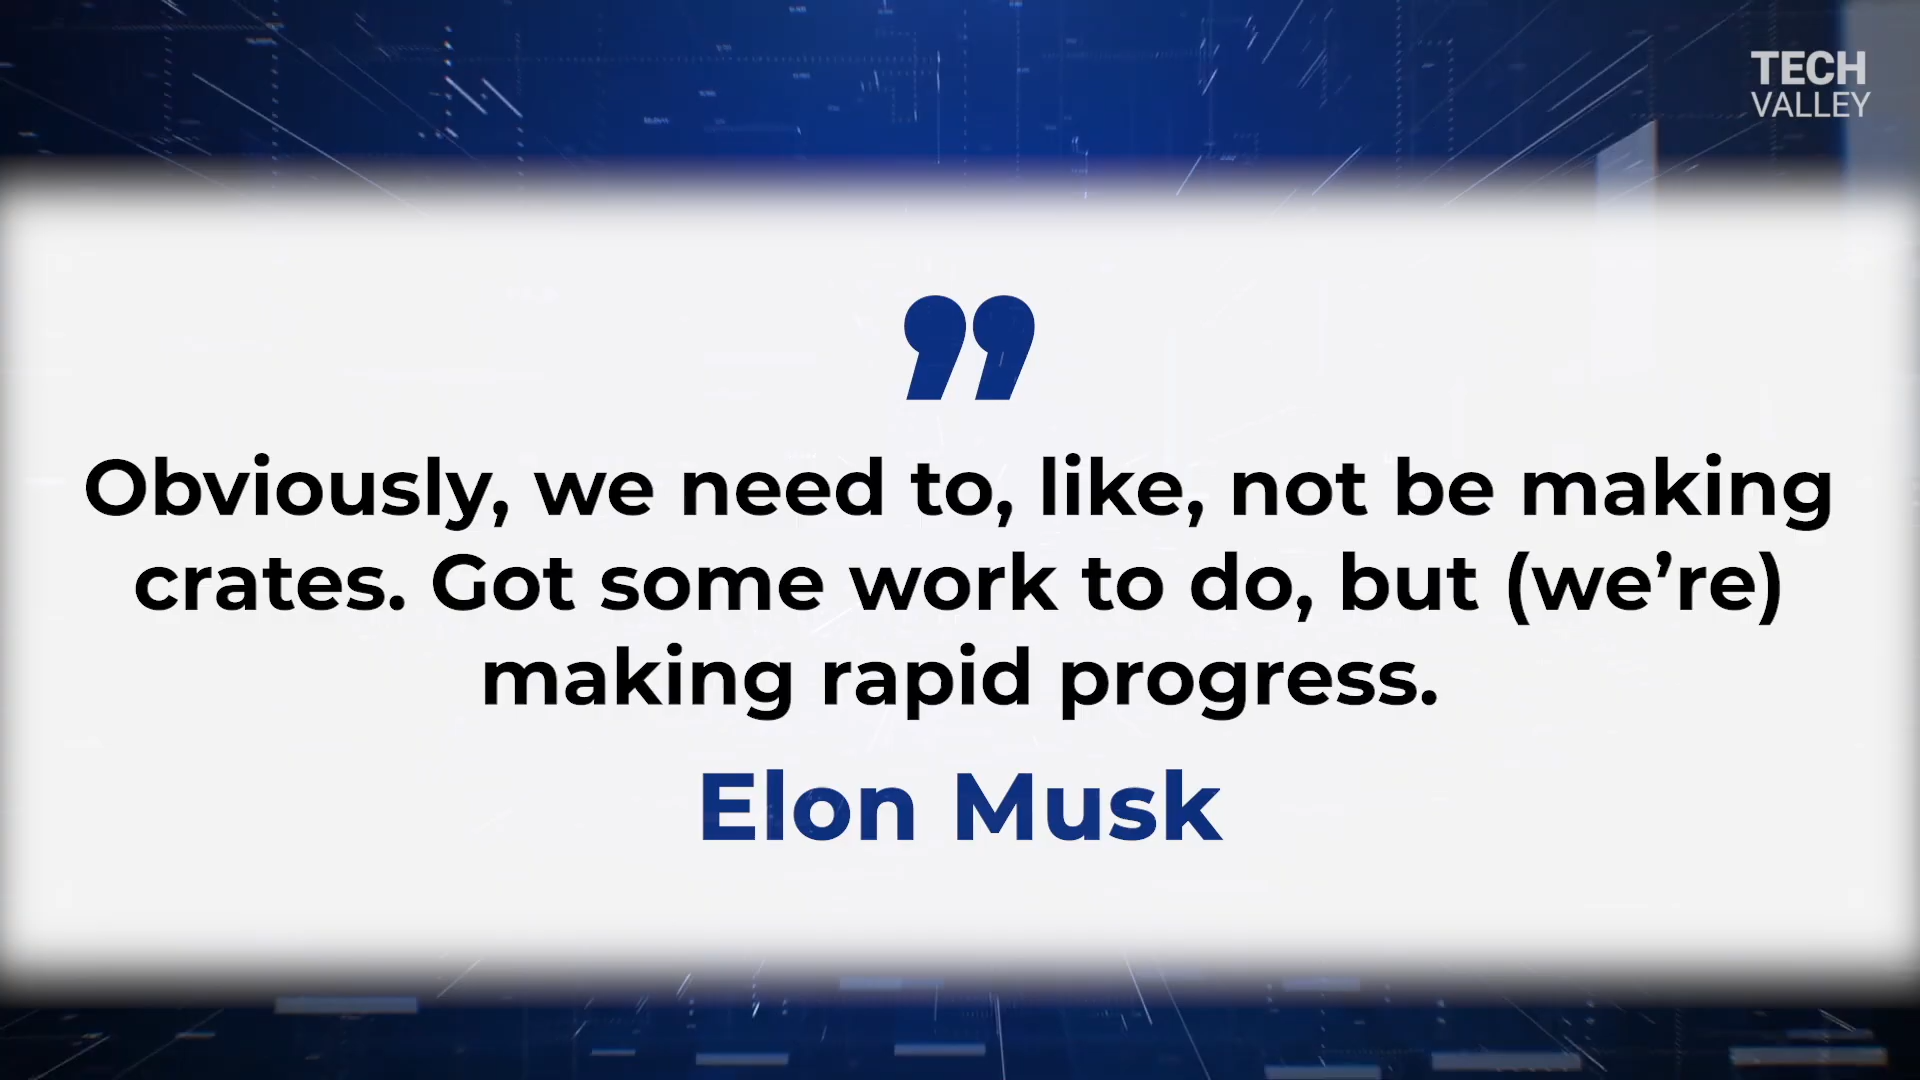 TECH
VALLEY
”
Obviously, we need to, like, not be making
crates. Got some work to do, but (we’re)
making rapid progress.
Elon Musk